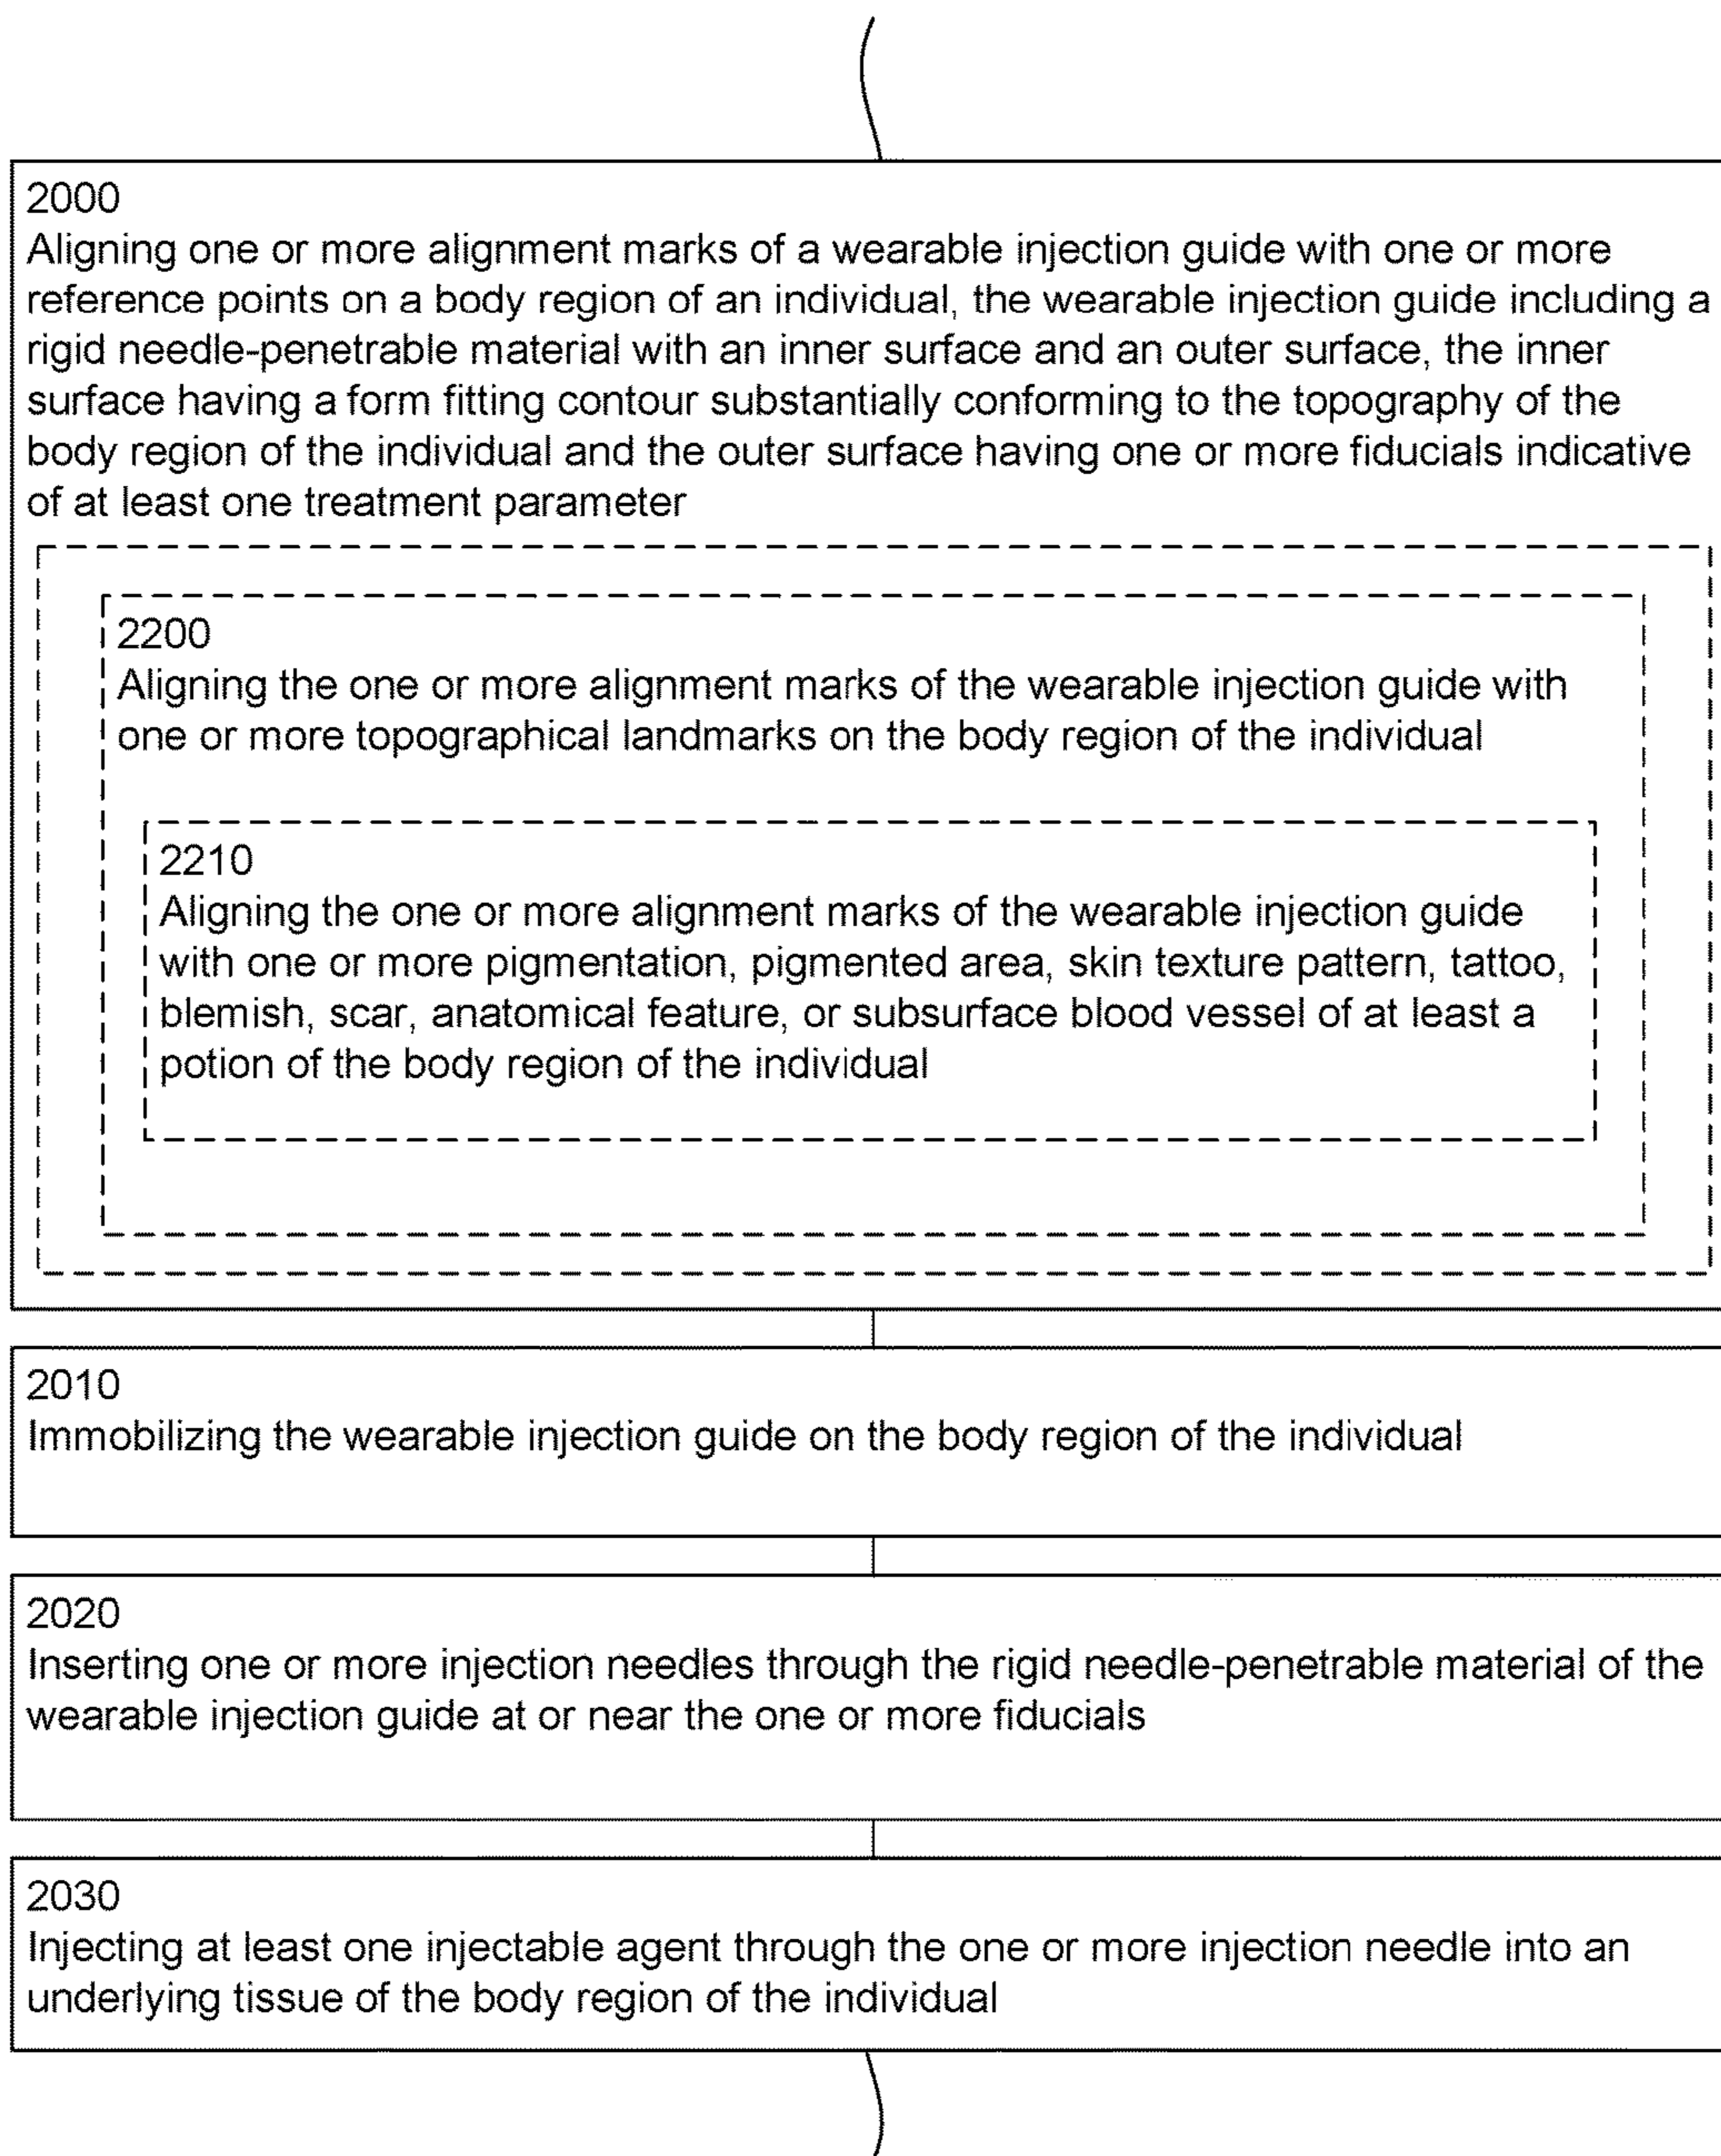 2000
Aligning one or more alignment marks of a wearable injection guide with one or more
reference points on a body region of an individual, the wearable injection guide including a
rigid needle-penetrable material with an inner surface and an outer surface, the inner
surface having a form fitting contour substantially conforming to the topography of the
body region of the individual and the outer surface having one or more fiducials indicative
of at least one treatment parameter
2200
Aligning the one or more alignment marks of the wearable injection guide with
one or more topographical landmarks on the body region of the individual
2210
Aligning the one or more alignment marks of the wearable injection guide
with one or more pigmentation, pigmented area, skin texture pattern, tattoo,
blemish, scar, anatomical feature, or subsurface blood vessel of at least a
potion of the body region of the individual
2010
Immobilizing the wearable injection guide on the body region of the individual
2020
Inserting one or more injection needles through the rigid needle-penetrable material of the
wearable injection guide at or near the one or more fiducials
2030
Injecting at least one injectable agent through the one or more injection needle into an
underlying tissue of the body region of the individual